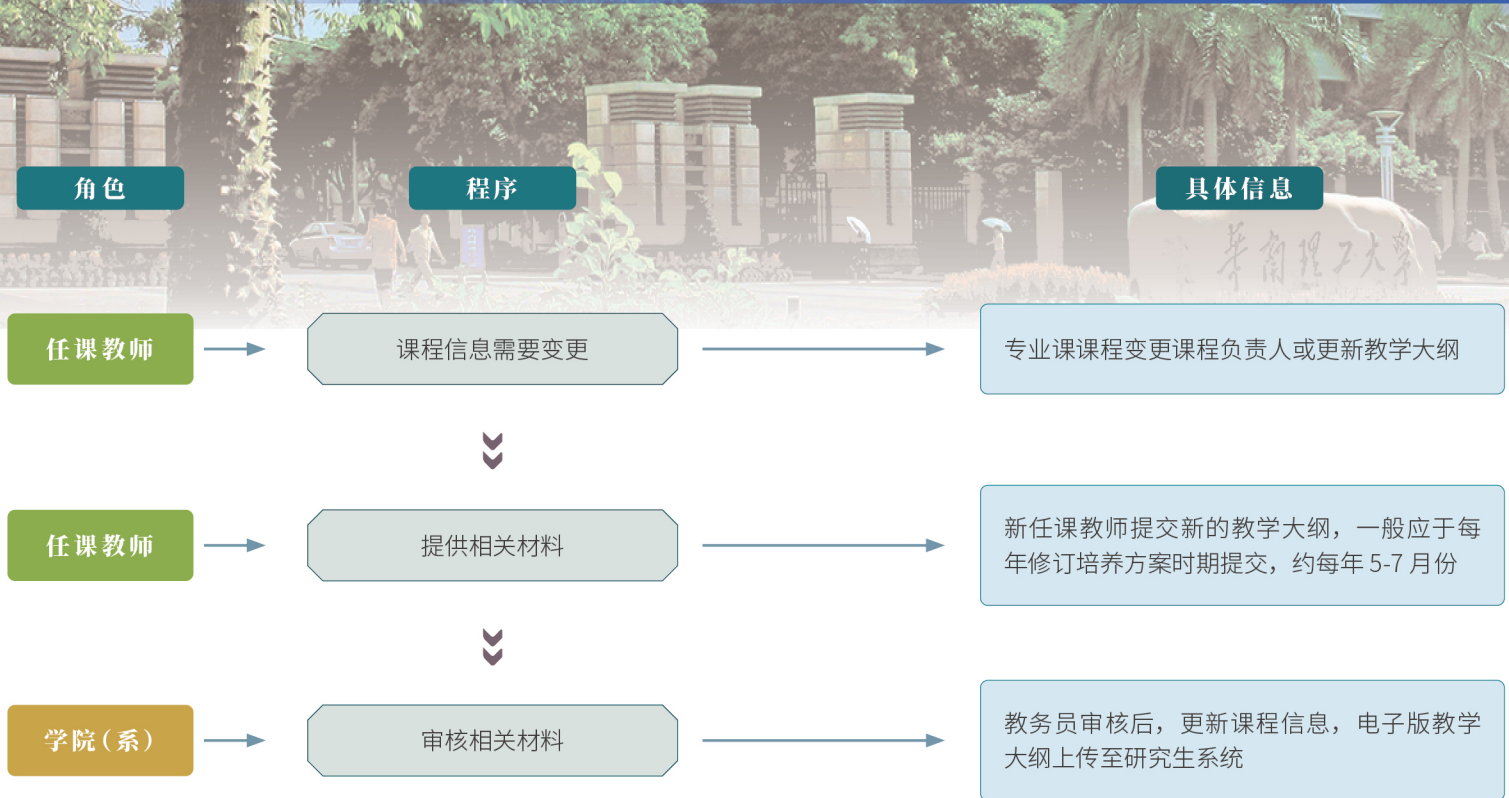 角色
程序
具体信息
华南理工大学
任课教师
课程信息需要变更
专业课课程变更课程负责人或更新教学大纲
任课教师
提供相关材料
新任课教师提交新的教学大纲，一般应于每
年修订培养方案时期提交，约每年 5-7 月份
学院（系）
审核相关材料
教务员审核后，更新课程信息，电子版教学
大纲上传至研究生系统